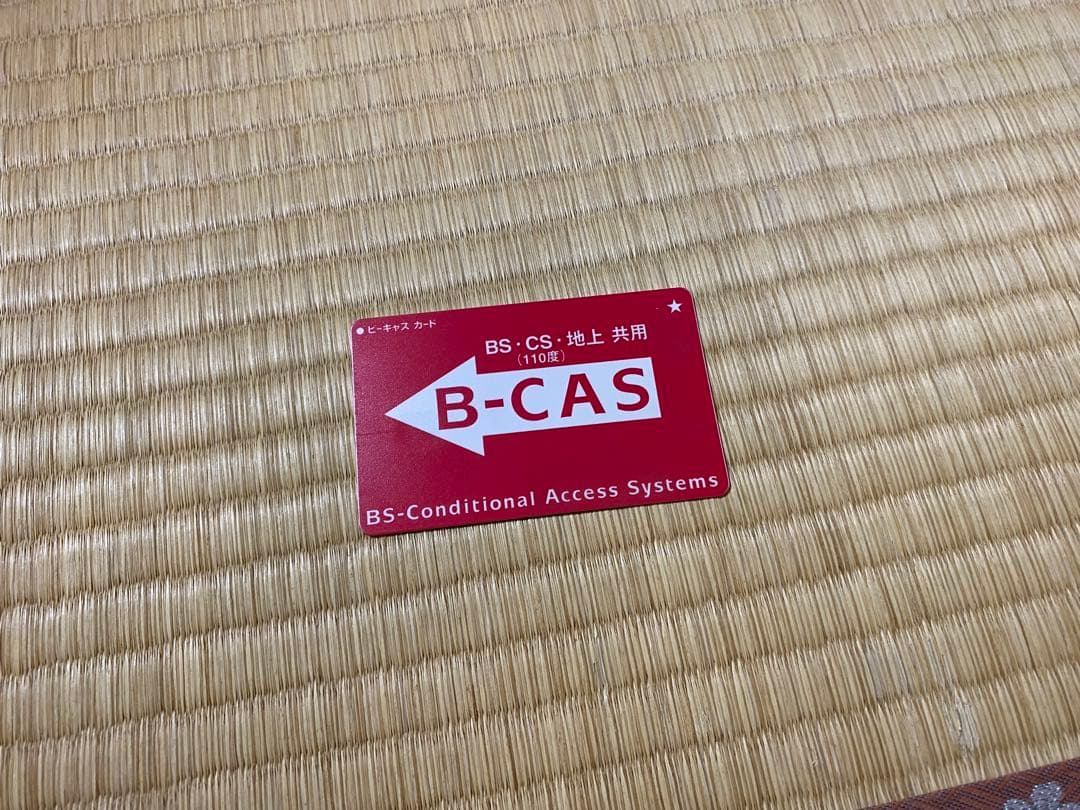 ●ビーキャス カード
★
BS・CS・地上 共用
(110度)
B-CAS
BS-Conditional Access Systems